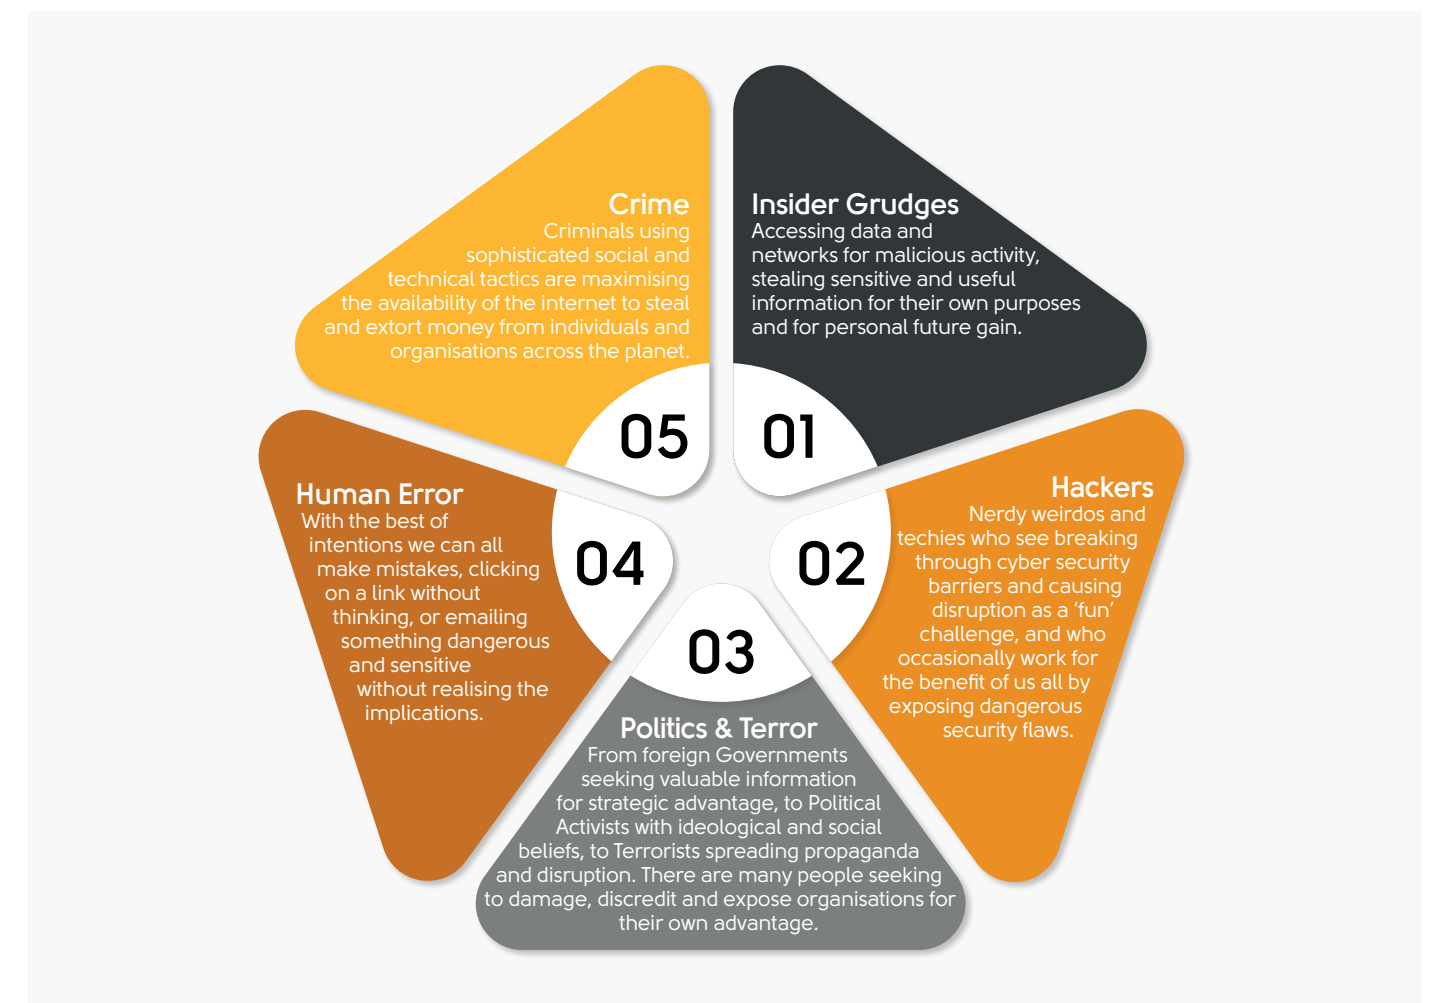 Insider Grudges
Accessing data and
networks for malicious activity,
stealing sensitive and useful
information for their own purposes
and for personal future gain.
01
Hackers
Nerdy weirdos and
techies who see breaking
through cyber security
barriers and causing
disruption as a ‘fun’
challenge, and who
occasionally work for
the benefit of us all by
exposing dangerous
security flaws.
02
03
Politics & Terror
From foreign Governments
seeking valuable information
for strategic advantage, to Political
Activists with ideological and social
beliefs, to Terrorists spreading propaganda
and disruption. There are many people seeking
to damage, discredit and expose organisations for
their own advantage.
Human Error
With the best of
intentions we can all
make mistakes, clicking
on a link without
thinking, or emailing
something dangerous
and sensitive
without realising the
implications.
04
Crime
Criminals using
sophisticated social and
technical tactics are maximising
the availability of the internet to steal
and extort money from individuals and
organisations across the planet.
05